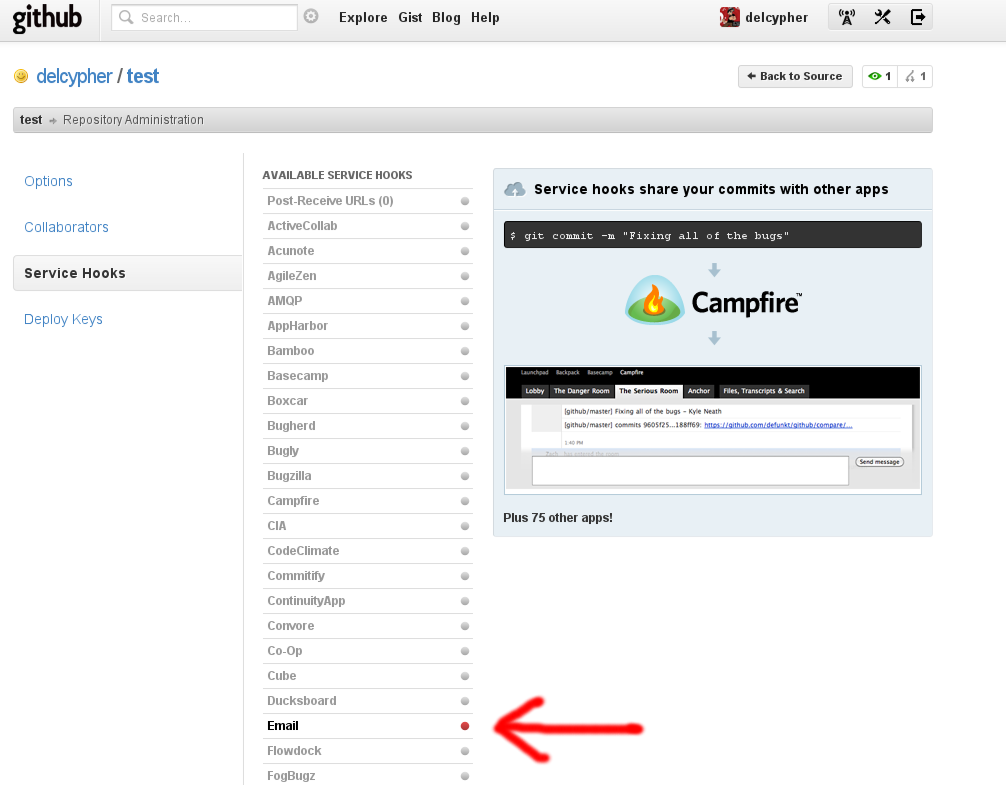 github Search... Explore Gist Blog Help delcypher
delcypher / test
Back to Source 1 1
test Repository Administration
Options
Collaborators
Service Hooks
Deploy Keys
AVAILABLE SERVICE HOOKS
Post-Receive URLs (0)
ActiveCollab
Acunote
AgileZen
AMQP
AppHarbor
Bamboo
Basecamp
Boxcar
Bugherd
Bugly
Bugzilla
Campfire
CIA
CodeClimate
Commitify
ContinuityApp
Convore
Co-Op
Cube
Ducksboard
Email
Flowdock
FogBugz
Service hooks share your commits with other apps
$ git commit -m "Fixing all of the bugs"
Campfire™
Launchpad Backpack Basecamp Campfire
Lobby The Danger Room The Serious Room Anchor Files, Transcripts & Search
[github/master] Fixing all of the bugs – Kyle Neath
[github/master] commits 9605f25...188ff69: https://github.com/defunkt/github/compare/...
1:40 PM
Zach has entered the room
Send message
Plus 75 other apps!